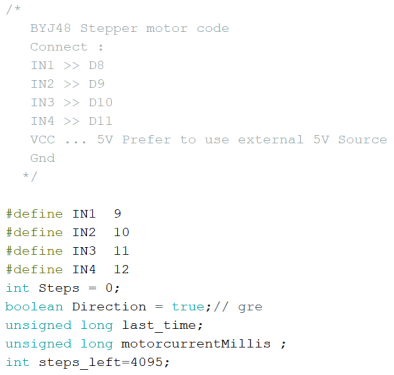 /*
BYJ48 Stepper motor code
Connect :
IN1 >> D8
IN2 >> D9
IN3 >> D10
IN4 >> D11
VCC ... 5V Prefer to use external 5V Source
Gnd
*/
#define IN1 9
#define IN2 10
#define IN3 11
#define IN4 12
int Steps = 0;
boolean Direction = true;// gre
unsigned long last_time;
unsigned long motorcurrentMillis ;
int steps_left=4095;